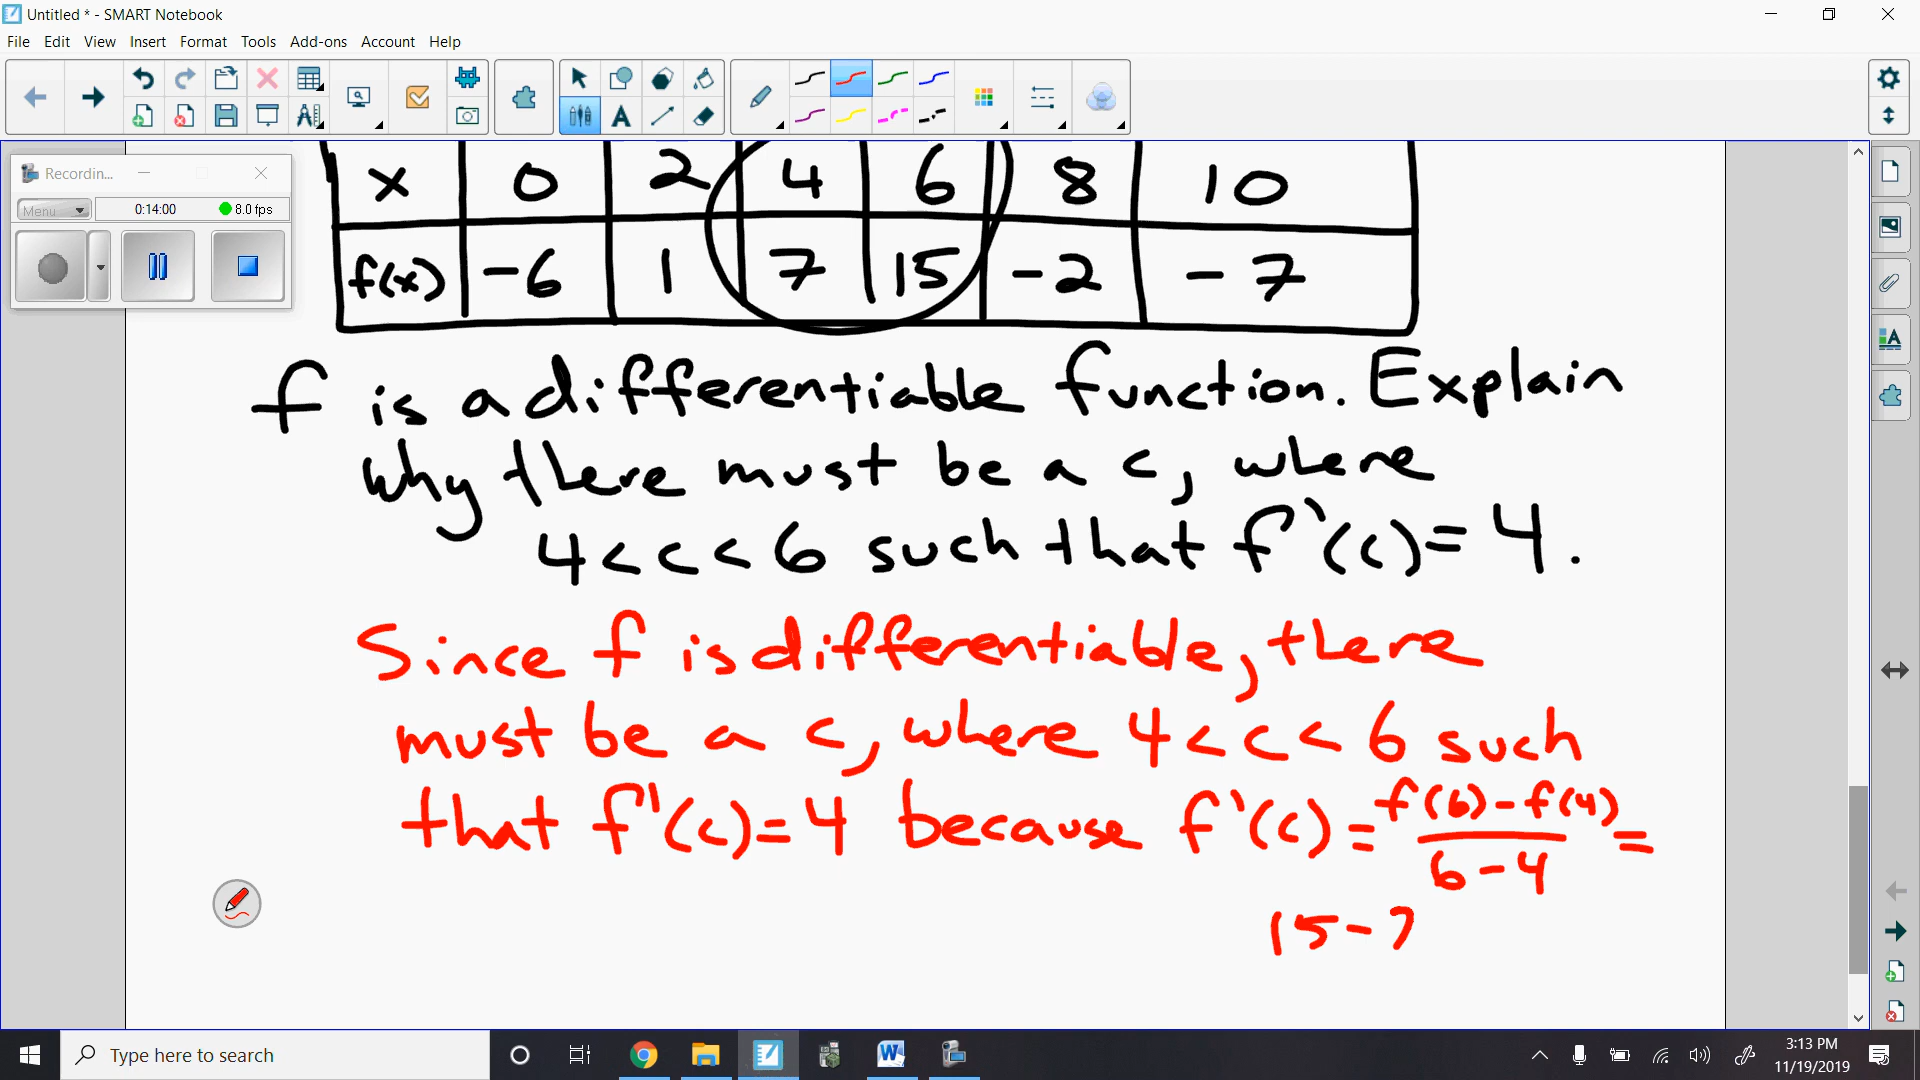 Untitled * - SMART Notebook
File Edit View Insert Format Tools Add-ons Account Help
Recordin...
Menu 0:14:00 8.0 fps
x 0 2 4 6 8 10
f(x) -6 1 7 15 -2 -7
f is a differentiable function. Explain
why there must be a c, where
4<c<6 such that f'(c)=4.
Since f is differentiable, there
must be a c, where 4<c<6 such
that f'(c)=4 because f'(c)=f(6)-f(4)=
6-4
15-7
Type here to search
3:13 PM
11/19/2019